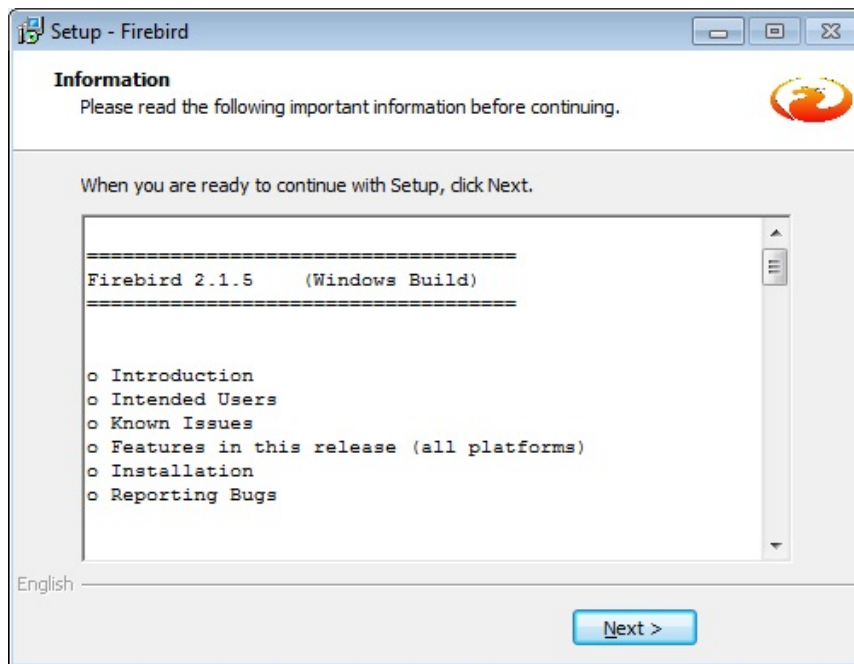 Setup - Firebird
Information
Please read the following important information before continuing.
When you are ready to continue with Setup, click Next.
====================================
Firebird 2.1.5    (Windows Build)
====================================
o Introduction
o Intended Users
o Known Issues
o Features in this release (all platforms)
o Installation
o Reporting Bugs
English
Next >